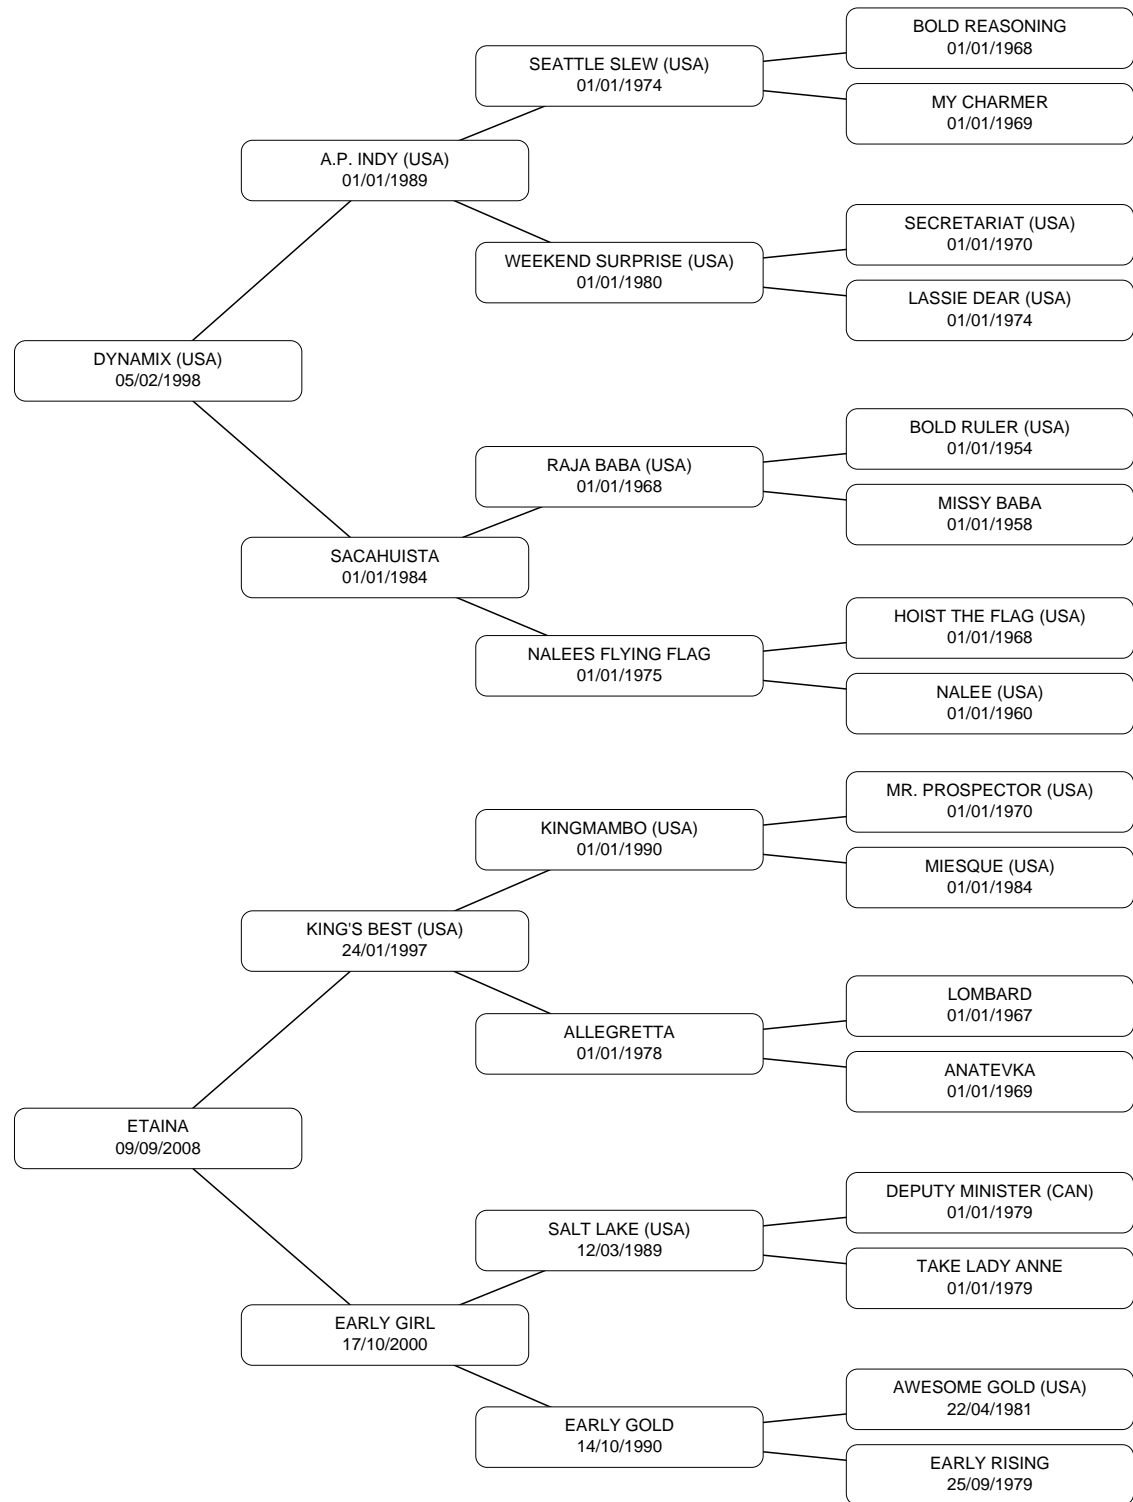 BOLD REASONING
01/01/1968
SEATTLE SLEW (USA)
01/01/1974
MY CHARMER
01/01/1969
A.P. INDY (USA)
01/01/1989
SECRETARIAT (USA)
01/01/1970
WEEKEND SURPRISE (USA)
01/01/1980
LASSIE DEAR (USA)
01/01/1974
DYNAMIX (USA)
05/02/1998
BOLD RULER (USA)
01/01/1954
RAJA BABA (USA)
01/01/1968
MISSY BABA
01/01/1958
SACAHUISTA
01/01/1984
HOIST THE FLAG (USA)
01/01/1968
NALEES FLYING FLAG
01/01/1975
NALEE (USA)
01/01/1960
MR. PROSPECTOR (USA)
01/01/1970
KINGMAMBO (USA)
01/01/1990
MIESQUE (USA)
01/01/1984
KING'S BEST (USA)
24/01/1997
LOMBARD
01/01/1967
ALLEGRETTA
01/01/1978
ANATEVKA
01/01/1969
ETAINA
09/09/2008
DEPUTY MINISTER (CAN)
01/01/1979
SALT LAKE (USA)
12/03/1989
TAKE LADY ANNE
01/01/1979
EARLY GIRL
17/10/2000
AWESOME GOLD (USA)
22/04/1981
EARLY GOLD
14/10/1990
EARLY RISING
25/09/1979